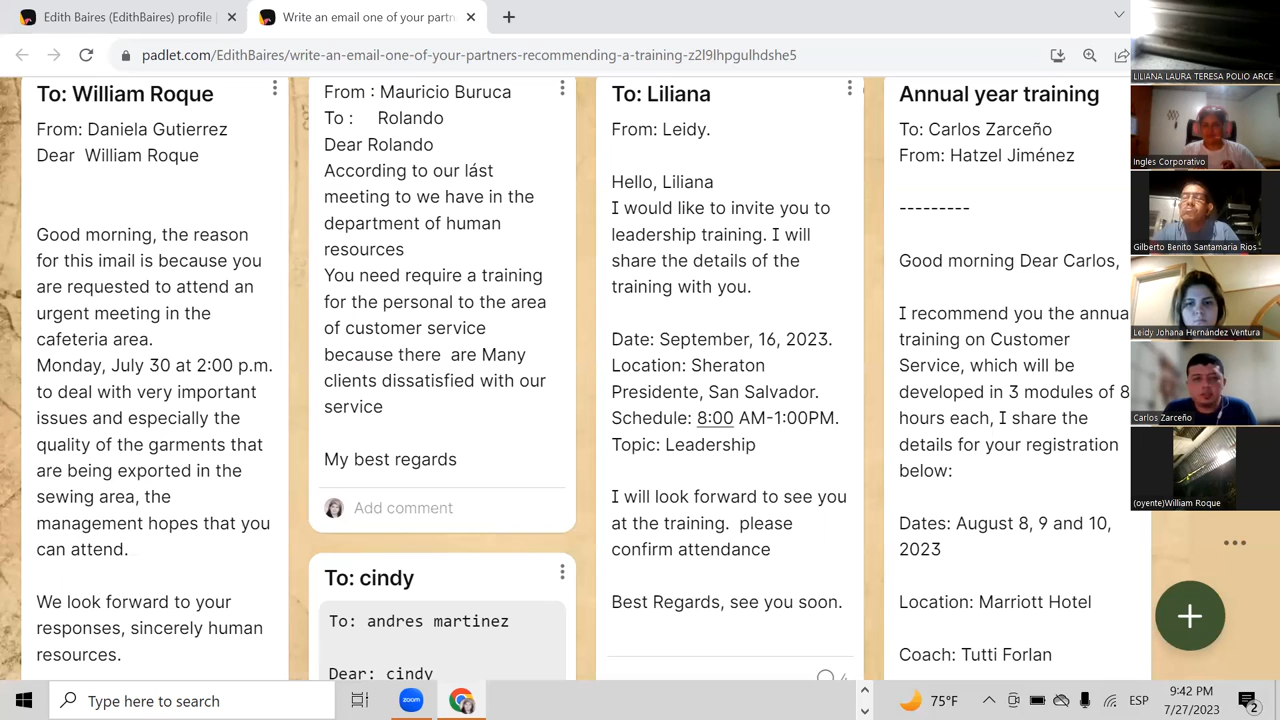 Edith Baires (EdithBaires) profile
Write an email one of your partn
padlet.com/EdithBaires/write-an-email-one-of-your-partners-recommending-a-training-z2l9lhpgulhdshe5
To: William Roque
From: Daniela Gutierrez
Dear William Roque
Good morning, the reason
for this imail is because you
are requested to attend an
urgent meeting in the
cafeteria area.
Monday, July 30 at 2:00 p.m.
to deal with very important
issues and especially the
quality of the garments that
are being exported in the
sewing area, the
management hopes that you
can attend.
We look forward to your
responses, sincerely human
resources.
From : Mauricio Buruca
To : Rolando
Dear Rolando
According to our lást
meeting to we have in the
department of human
resources
You need require a training
for the personal to the area
of customer service
because there are Many
clients dissatisfied with our
service
My best regards
Add comment
To: cindy
To: andres martinez
Dear: cindy
To: Liliana
From: Leidy.
Hello, Liliana
I would like to invite you to
leadership training. I will
share the details of the
training with you.
Date: September, 16, 2023.
Location: Sheraton
Presidente, San Salvador.
Schedule: 8:00 AM-1:00PM.
Topic: Leadership
I will look forward to see you
at the training. please
confirm attendance
Best Regards, see you soon.
Annual year training
To: Carlos Zarceño
From: Hatzel Jiménez
---------
Good morning Dear Carlos,
I recommend you the annua
training on Customer
Service, which will be
developed in 3 modules of 8
hours each, I share the
details for your registration
below:
Dates: August 8, 9 and 10,
2023
Location: Marriott Hotel
Coach: Tutti Forlan
LILIANA LAURA TERESA POLIO ARCE
Ingles Corporativo
Gilberto Benito Santamaria Rios
Leidy Johana Hernández Ventura
Carlos Zarceño
(oyente)William Roque
Type here to search
zoom
75°F
ESP
9:42 PM
7/27/2023
2